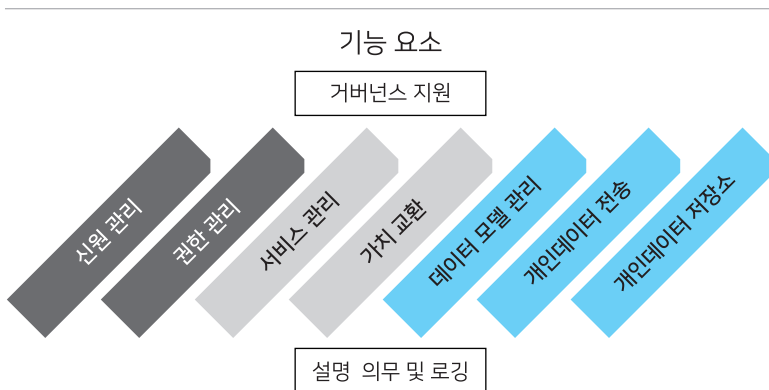 기능 요소
거버넌스 지원
신원 관리
권한 관리
서비스 관리
가치 교환
데이터 모델 관리
개인데이터 전송
개인데이터 저장소
설명 의무 및 로깅